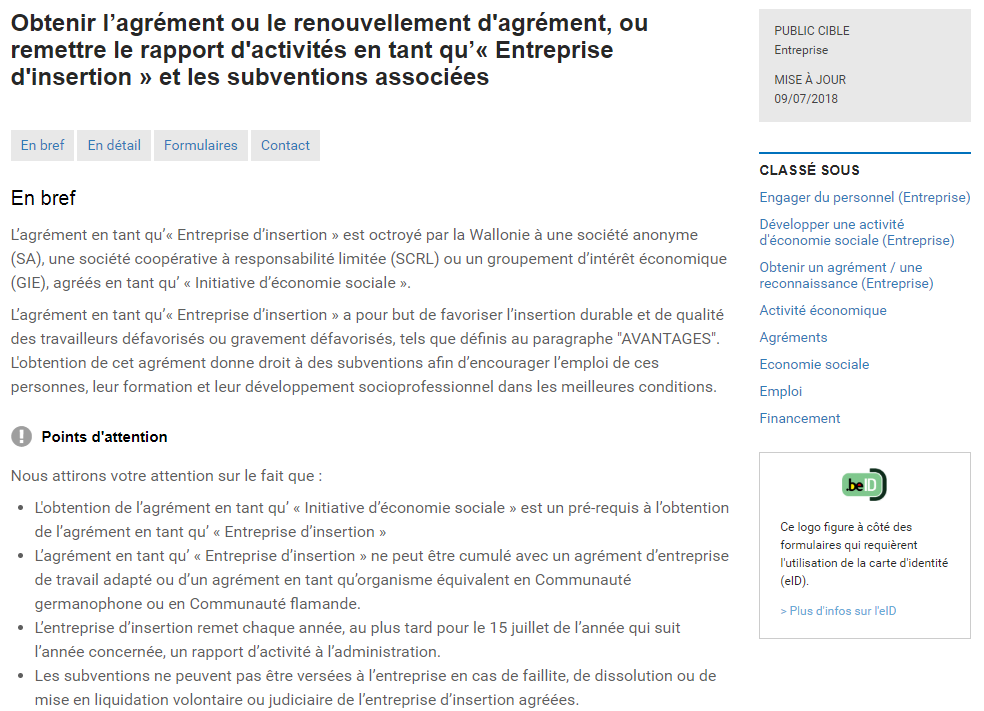 Obtenir l’agrément ou le renouvellement d'agrément, ou
remettre le rapport d'activités en tant qu’« Entreprise
d'insertion » et les subventions associées
En bref
En détail
Formulaires
Contact
En bref
L’agrément en tant qu’« Entreprise d’insertion » est octroyé par la Wallonie à une société anonyme
(SA), une société coopérative à responsabilité limitée (SCRL) ou un groupement d’intérêt économique
(GIE), agréés en tant qu’ « Initiative d’économie sociale ».
L’agrément en tant qu’« Entreprise d’insertion » a pour but de favoriser l’insertion durable et de qualité
des travailleurs défavorisés ou gravement défavorisés, tels que définis au paragraphe "AVANTAGES".
L'obtention de cet agrément donne droit à des subventions afin d’encourager l’emploi de ces
personnes, leur formation et leur développement socioprofessionnel dans les meilleures conditions.
Points d'attention
Nous attirons votre attention sur le fait que :
• L'obtention de l’agrément en tant qu’ « Initiative d’économie sociale » est un pré-requis à l’obtention
de l’agrément en tant qu’ « Entreprise d’insertion »
• L’agrément en tant qu’ « Entreprise d’insertion » ne peut être cumulé avec un agrément d’entreprise
de travail adapté ou d’un agrément en tant qu’organisme équivalent en Communauté
germanophone ou en Communauté flamande.
• L’entreprise d’insertion remet chaque année, au plus tard pour le 15 juillet de l’année qui suit
l’année concernée, un rapport d’activité à l’administration.
• Les subventions ne peuvent pas être versées à l’entreprise en cas de faillite, de dissolution ou de
mise en liquidation volontaire ou judiciaire de l’entreprise d’insertion agréées.
PUBLIC CIBLE
Entreprise
MISE À JOUR
09/07/2018
CLASSÉ SOUS
Engager du personnel (Entreprise)
Développer une activité
d'économie sociale (Entreprise)
Obtenir un agrément / une
reconnaissance (Entreprise)
Activité économique
Agréments
Economie sociale
Emploi
Financement
.beID
Ce logo figure à côté des
formulaires qui requièrent
l'utilisation de la carte d'identité
(eID).
> Plus d'infos sur l'eID